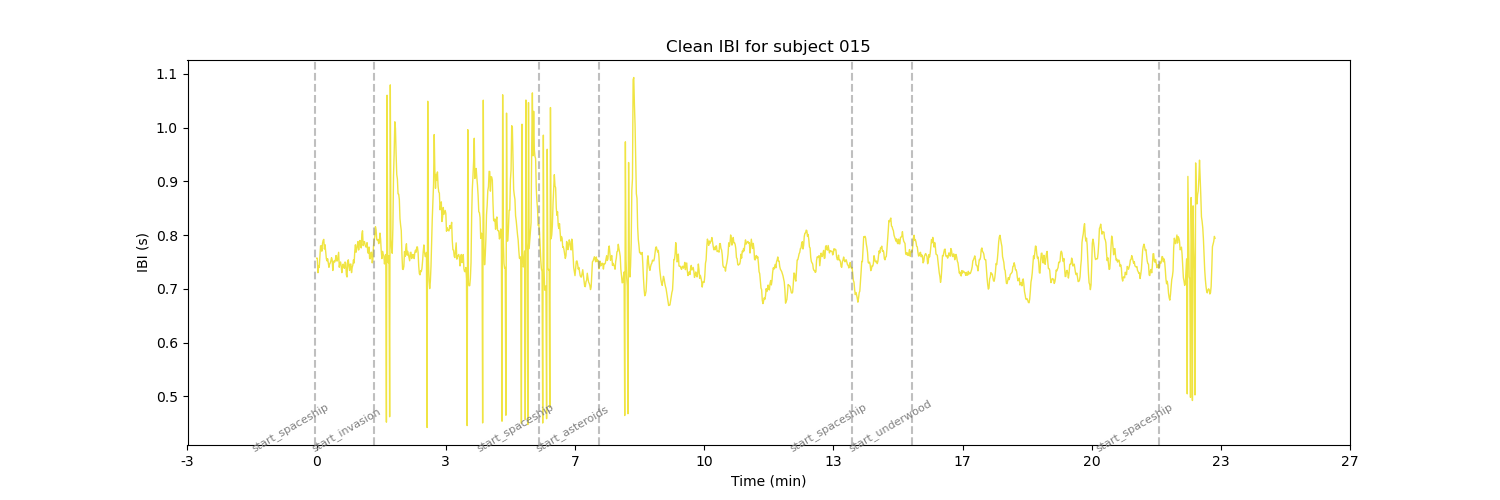 Clean IBI for subject 015
IBI (s)
1.1
1.0
0.9
0.8
0.7
0.6
0.5
start_spaceship
start_invasion
start_spaceship
start_asteroids
start_spaceship
start_underwood
start_spaceship
-3
0
3
7
10
13
17
20
23
27
Time (min)